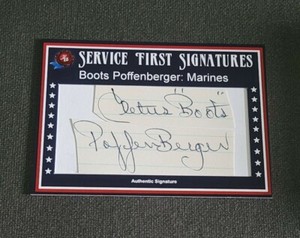 SERVICE FIRST SIGNATURES
Boots Poffenberger: Marines
Cletus "Boots"
Poffenberger
Authentic Signature